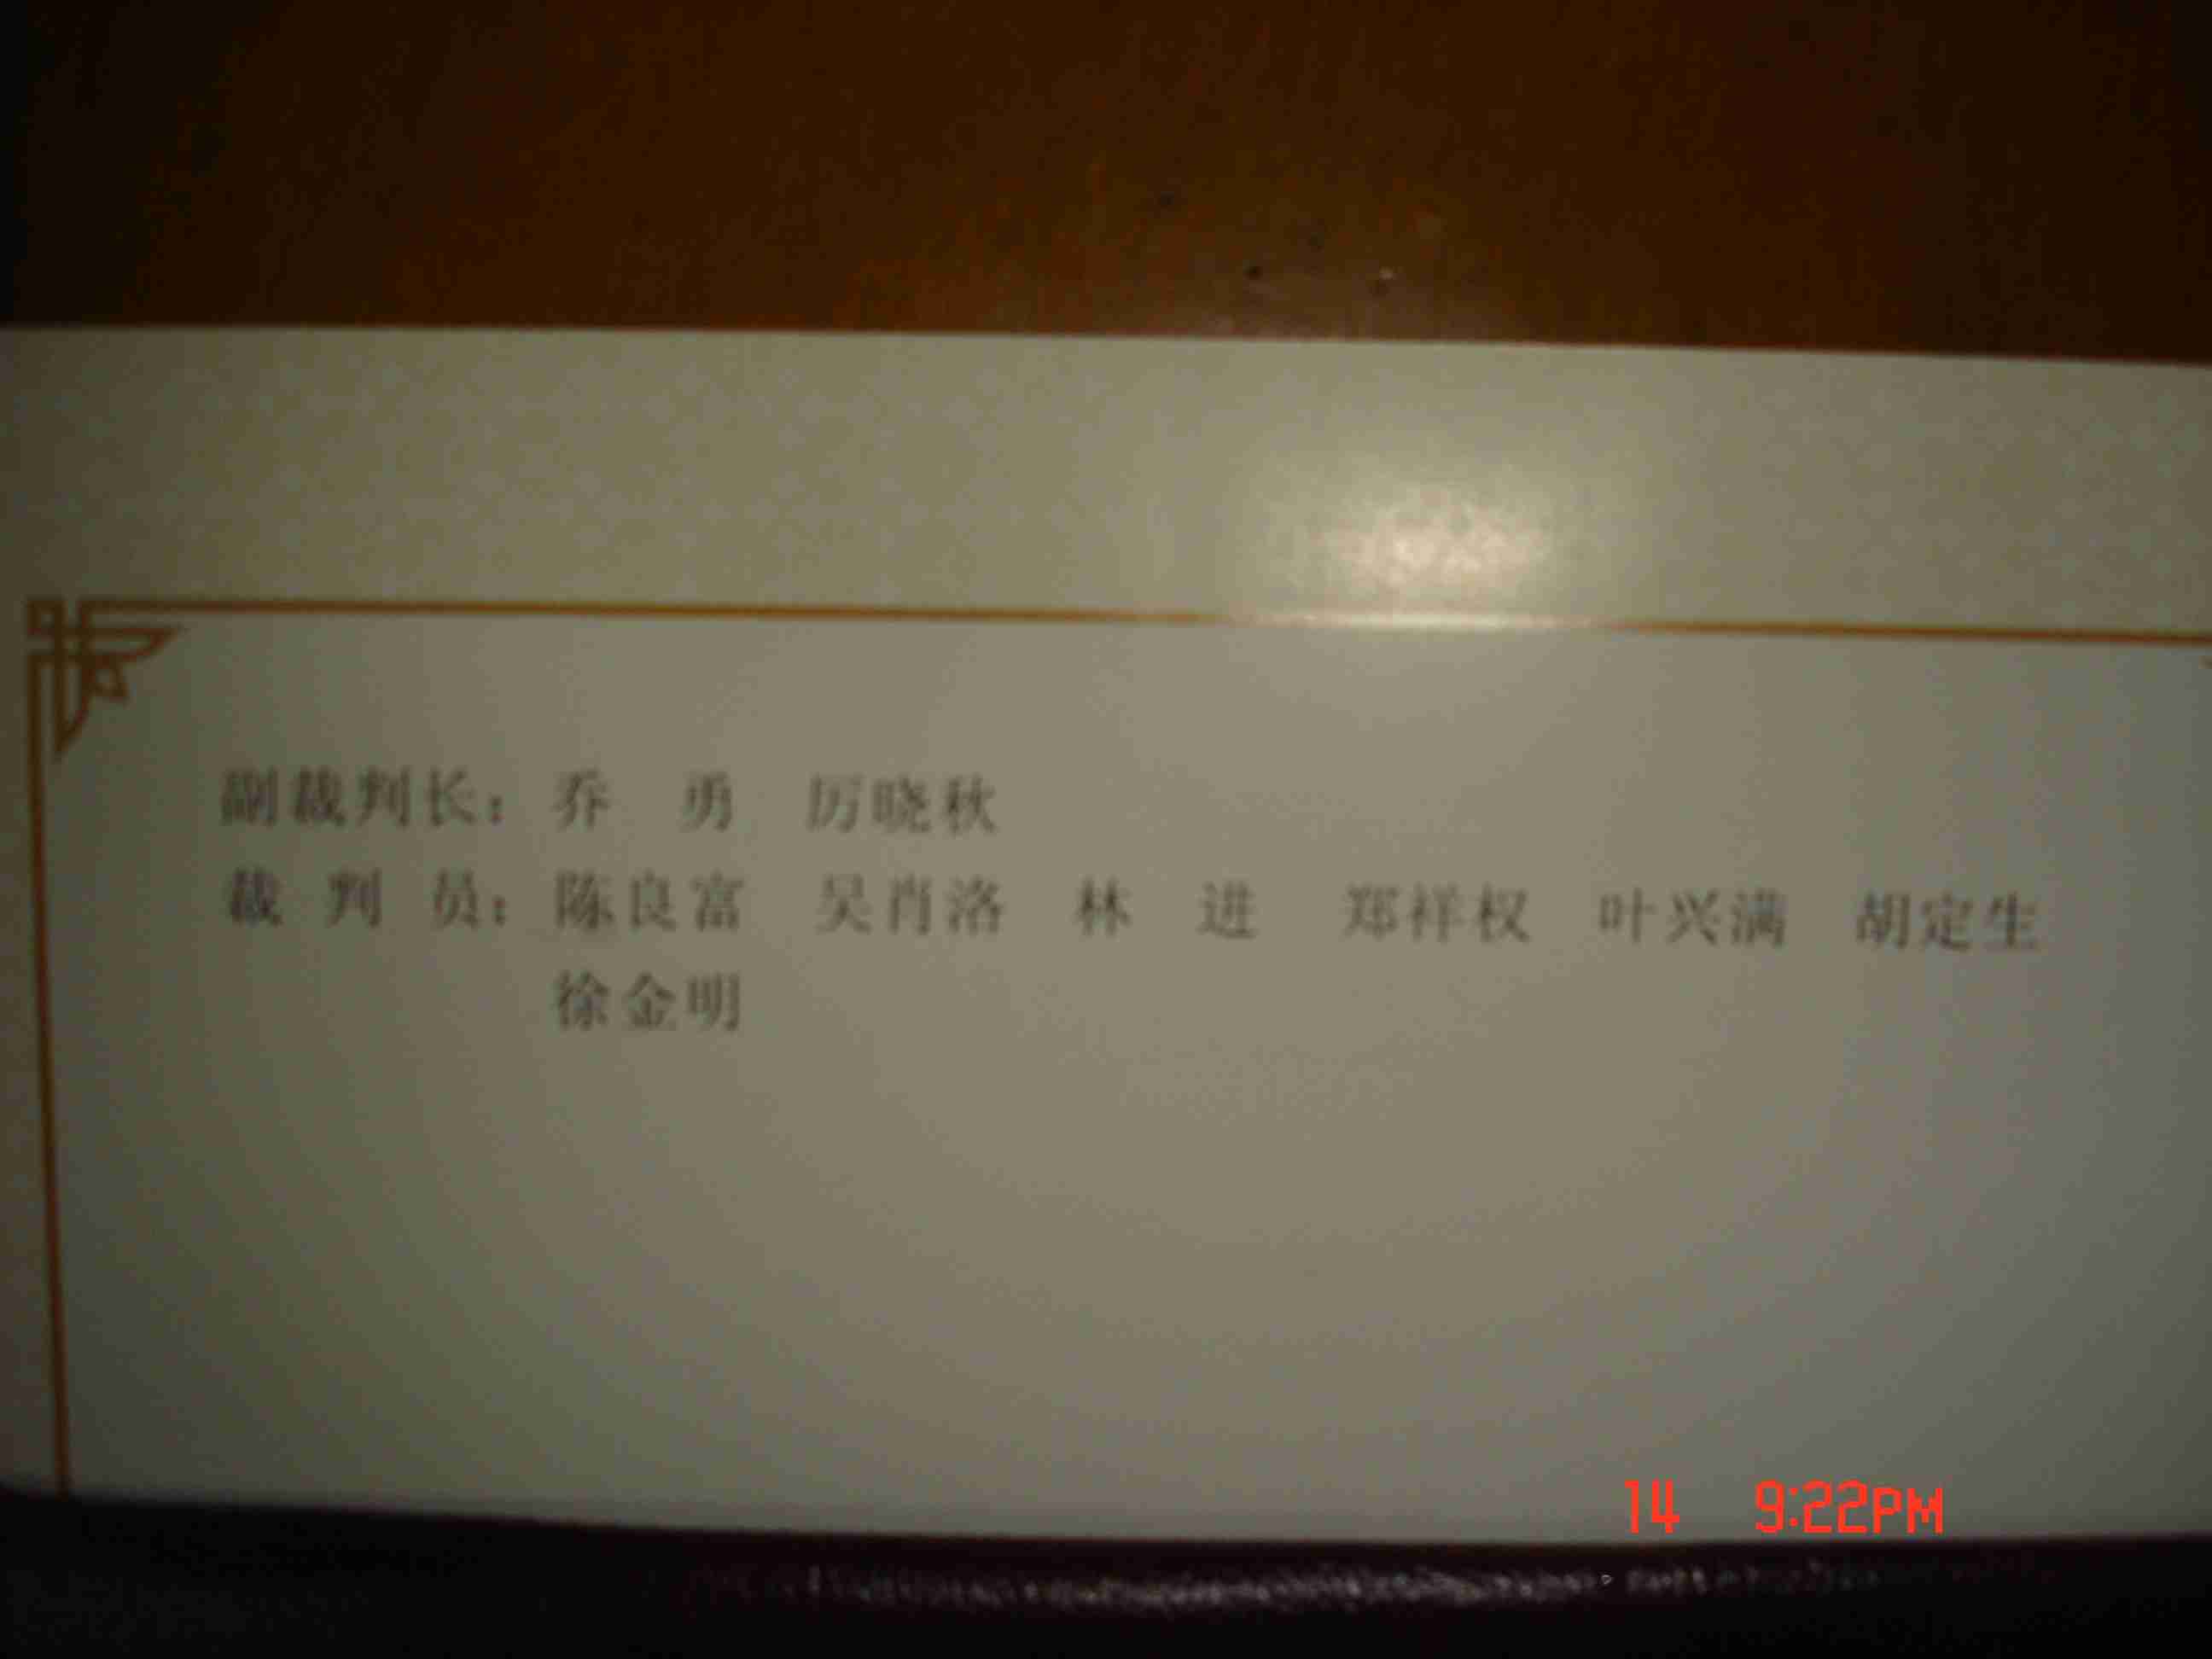 副裁判长：乔　勇　厉晓秋
裁 判 员：陈良富　吴肖洛　林　进　郑祥权　叶兴满　胡定生
徐金明
14 9:22PM